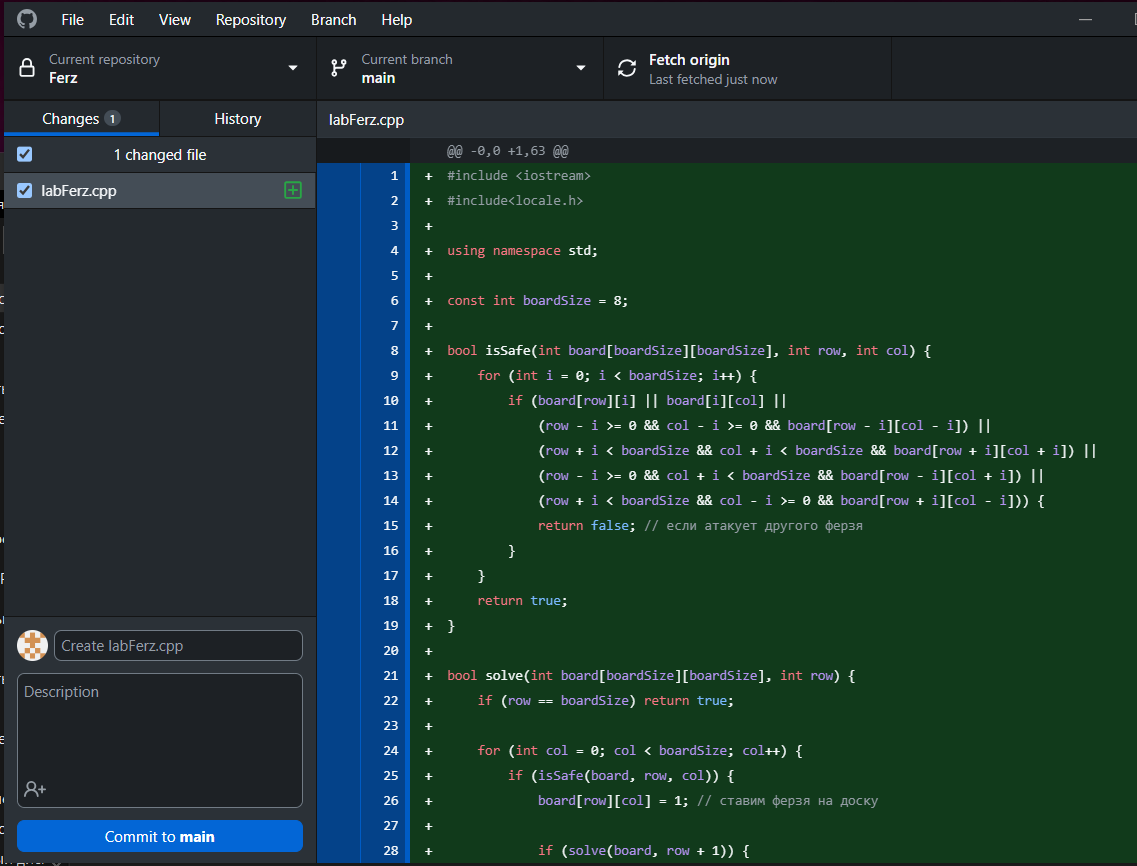 File Edit View Repository Branch Help
Current repository
Ferz
Current branch
main
Fetch origin
Last fetched just now
Changes 1 History
1 changed file
labFerz.cpp
Create labFerz.cpp
Description
Commit to main
labFerz.cpp
@@ -0,0 +1,63 @@
1 + #include <iostream>
2 + #include<locale.h>
3 +
4 + using namespace std;
5 +
6 + const int boardSize = 8;
7 +
8 + bool isSafe(int board[boardSize][boardSize], int row, int col) {
9 + for (int i = 0; i < boardSize; i++) {
10 + if (board[row][i] || board[i][col] ||
11 + (row - i >= 0 && col - i >= 0 && board[row - i][col - i]) ||
12 + (row + i < boardSize && col + i < boardSize && board[row + i][col + i]) ||
13 + (row - i >= 0 && col + i < boardSize && board[row - i][col + i]) ||
14 + (row + i < boardSize && col - i >= 0 && board[row + i][col - i])) {
15 + return false; // если атакует другого ферзя
16 + }
17 + }
18 + return true;
19 + }
20 +
21 + bool solve(int board[boardSize][boardSize], int row) {
22 + if (row == boardSize) return true;
23 +
24 + for (int col = 0; col < boardSize; col++) {
25 + if (isSafe(board, row, col)) {
26 + board[row][col] = 1; // ставим ферзя на доску
27 +
28 + if (solve(board, row + 1)) {